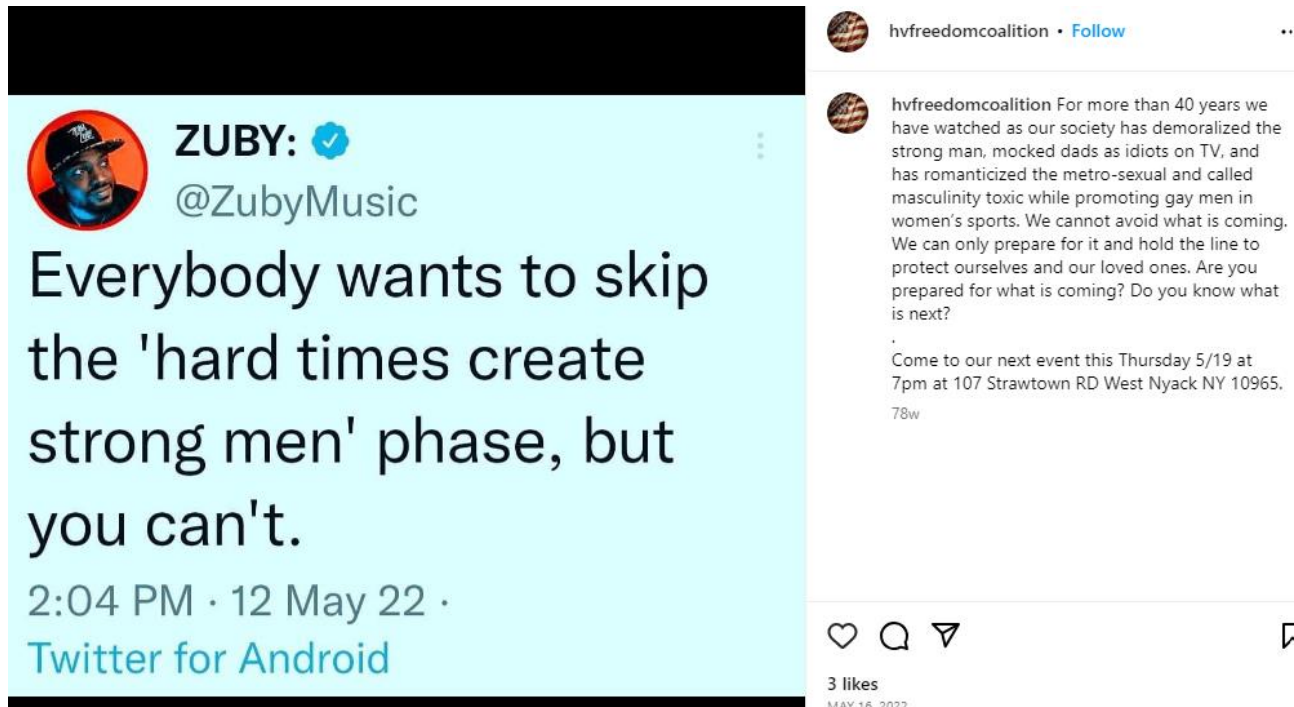 ZUBY:
@ZubyMusic
Everybody wants to skip
the 'hard times create
strong men' phase, but
you can't.
2:04 PM · 12 May 22 ·
Twitter for Android
hvfreedomcoalition • Follow
hvfreedomcoalition For more than 40 years we
have watched as our society has demoralized the
strong man, mocked dads as idiots on TV, and
has romanticized the metro-sexual and called
masculinity toxic while promoting gay men in
women's sports. We cannot avoid what is coming.
We can only prepare for it and hold the line to
protect ourselves and our loved ones. Are you
prepared for what is coming? Do you know what
is next?
.
Come to our next event this Thursday 5/19 at
7pm at 107 Strawtown RD West Nyack NY 10965.
78w
3 likes
MAY 16, 2022